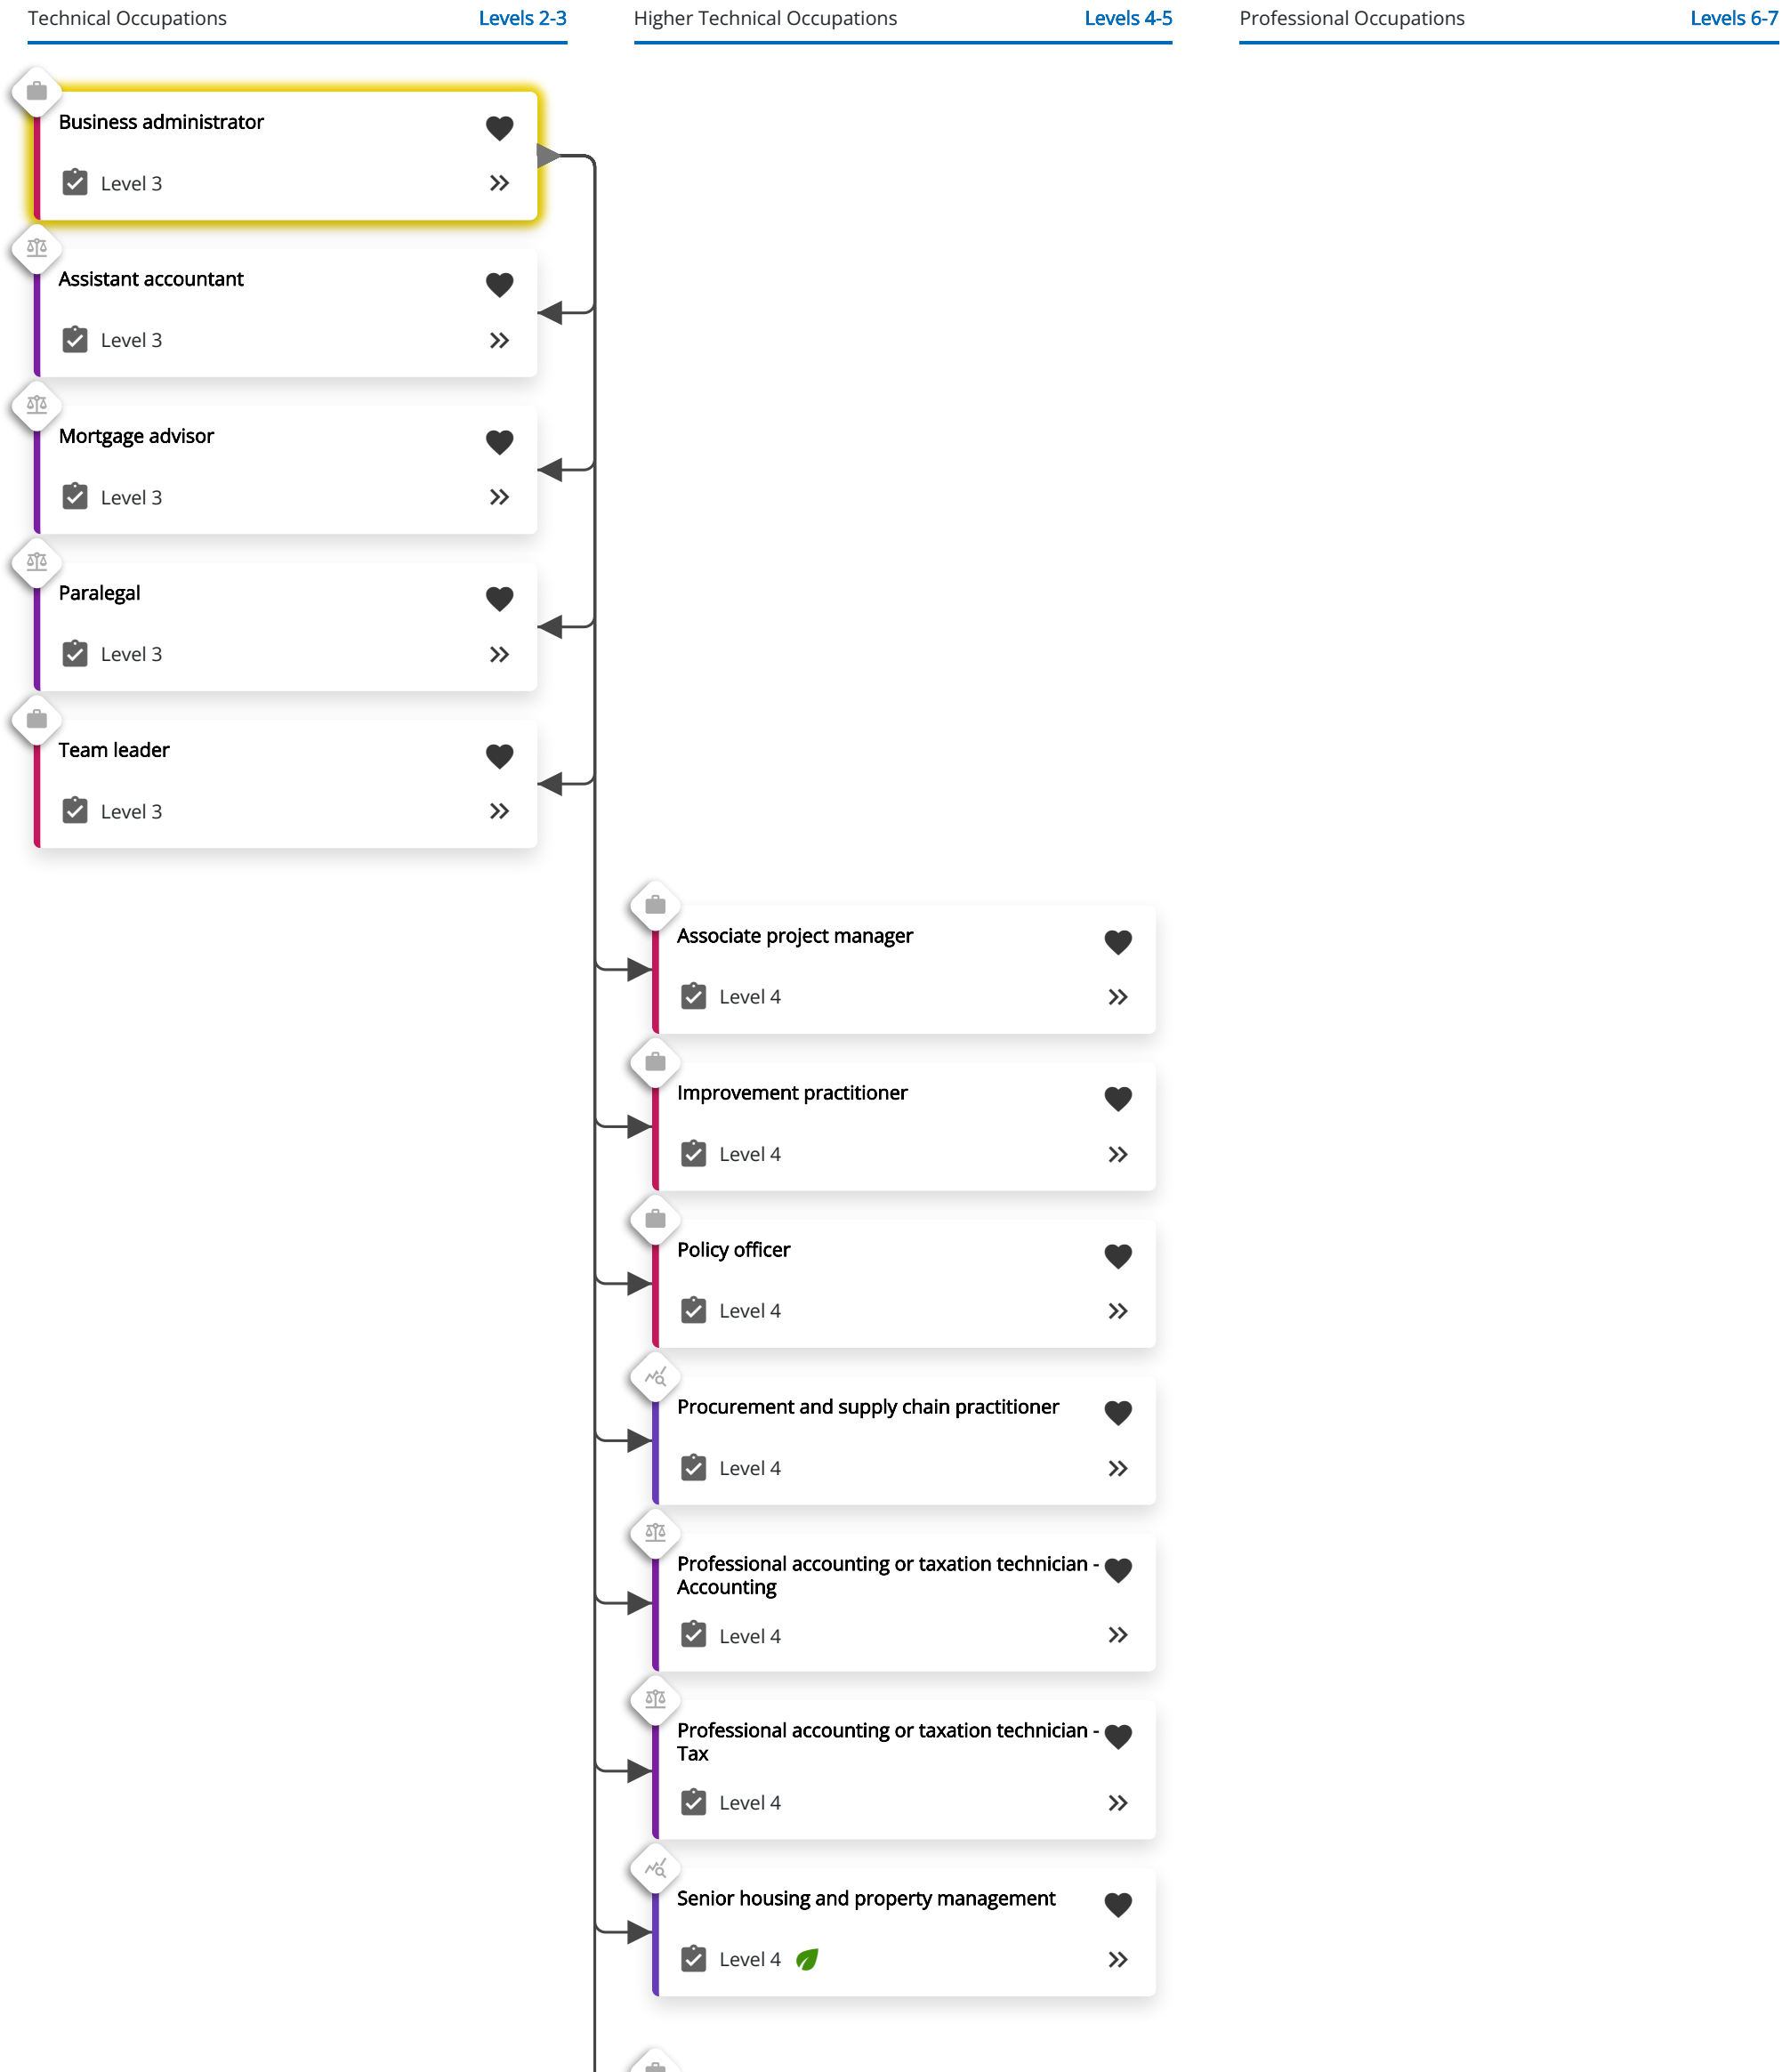 Technical Occupations
Levels 2-3
Higher Technical Occupations
Levels 4-5
Professional Occupations
Levels 6-7
Business administrator
Level 3
Assistant accountant
Level 3
Mortgage advisor
Level 3
Paralegal
Level 3
Team leader
Level 3
Associate project manager
Level 4
Improvement practitioner
Level 4
Policy officer
Level 4
Procurement and supply chain practitioner
Level 4
Professional accounting or taxation technician -
Accounting
Level 4
Professional accounting or taxation technician -
Tax
Level 4
Senior housing and property management
Level 4